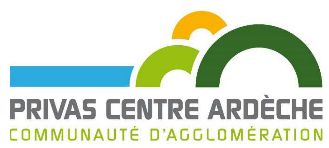 PRIVAS CENTRE ARDÈCHE
COMMUNAUTÉ D'AGGLOMÉRATION